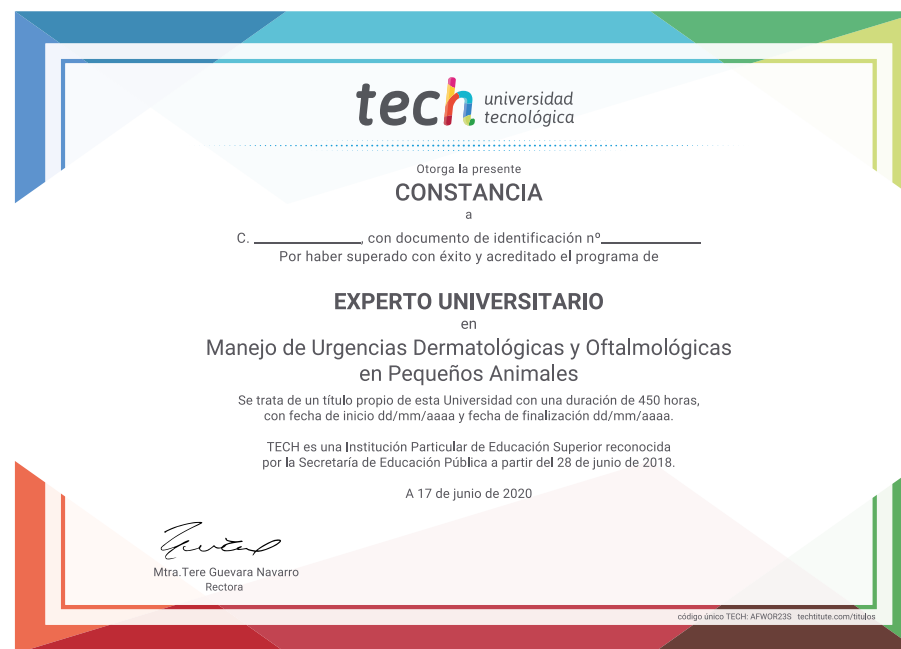 tech universidad
tecnológica
Otorga la presente
CONSTANCIA
a
C. ____________, con documento de identificación nº____________
Por haber superado con éxito y acreditado el programa de
EXPERTO UNIVERSITARIO
en
Manejo de Urgencias Dermatológicas y Oftalmológicas
en Pequeños Animales
Se trata de un título propio de esta Universidad con una duración de 450 horas,
con fecha de inicio dd/mm/aaaa y fecha de finalización dd/mm/aaaa.
TECH es una Institución Particular de Educación Superior reconocida
por la Secretaría de Educación Pública a partir del 28 de junio de 2018.
A 17 de junio de 2020
Mtra.Tere Guevara Navarro
Rectora
código único TECH: AFWOR23S techtitute.com/titulos